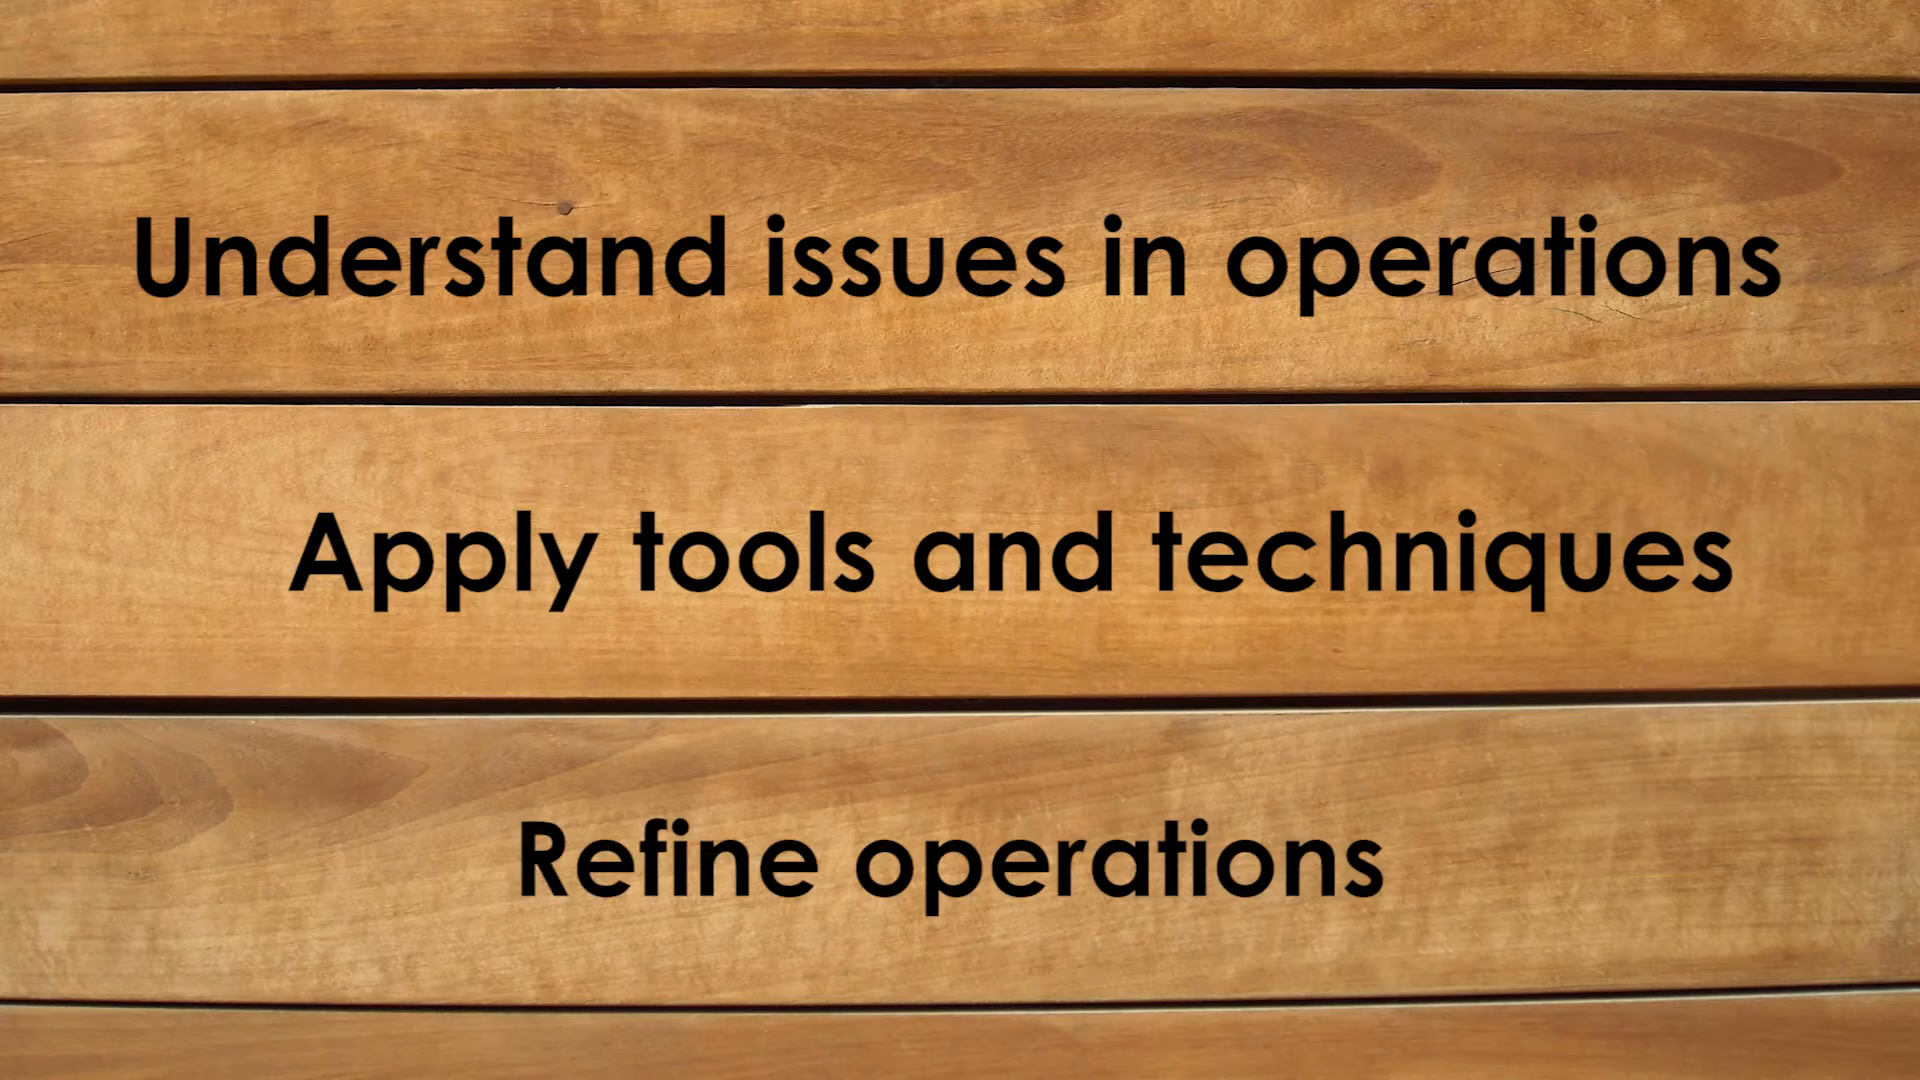 Understand issues in operations
Apply tools and techniques
Refine operations